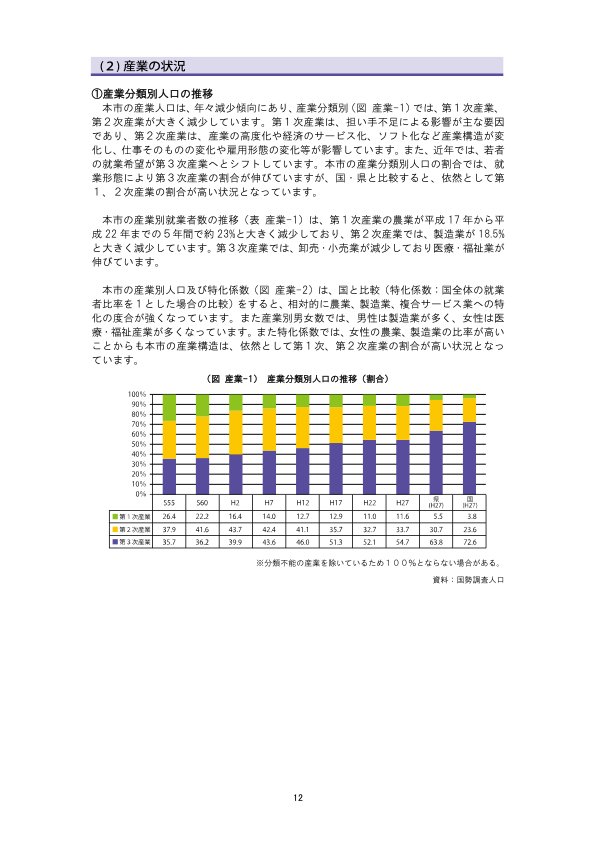 (2)産業の状況
①産業分類別人口の推移
本市の産業人口は、年々減少傾向にあり、産業分類別(図 産業-1)では、第1次産業、
第2次産業が大きく減少しています。第1次産業は、担い手不足による影響が主な要因
であり、第2次産業は、産業の高度化や経済のサービス化、ソフト化など産業構造が変
化し、仕事そのものの変化や雇用形態の変化等が影響しています。また、近年では、若者
の就業希望が第3次産業へとシフトしています。本市の産業分類別人口の割合では、就
業形態により第3次産業の割合が伸びていますが、国・県と比較すると、依然として第
1、2次産業の割合が高い状況となっています。
本市の産業別就業者数の推移(表 産業-1)は、第1次産業の農業が平成 17 年から平
成 22 年までの5年間で約 23%と大きく減少しており、第2次産業では、製造業が 18.5%
と大きく減少しています。第3次産業では、卸売・小売業が減少しており医療・福祉業が
伸びています。
本市の産業別人口及び特化係数(図 産業-2)は、国と比較(特化係数:国全体の就業
者比率を1とした場合の比較)をすると、相対的に農業、製造業、複合サービス業への特
化の度合が強くなっています。また産業別男女数では、男性は製造業が多く、女性は医
療・福祉産業が多くなっています。また特化係数では、女性の農業、製造業の比率が高い
ことからも本市の産業構造は、依然として第1次、第2次産業の割合が高い状況となっ
ています。
(図 産業-1) 産業分類別人口の推移(割合)
100%
90%
80%
70%
60%
50%
40%
30%
20%
10%
0%
S55 S60 H2 H7 H12 H17 H22 H27 県(H27) 国(H27)
第1次産業 26.4 22.2 16.4 14.0 12.7 12.9 11.0 11.6 5.5 3.8
第2次産業 37.9 41.6 43.7 42.4 41.1 35.7 32.7 33.7 30.7 23.6
第3次産業 35.7 36.2 39.9 43.6 46.0 51.3 52.1 54.7 63.8 72.6
※分類不能の産業を除いているため100%とならない場合がある。
資料:国勢調査人口
12